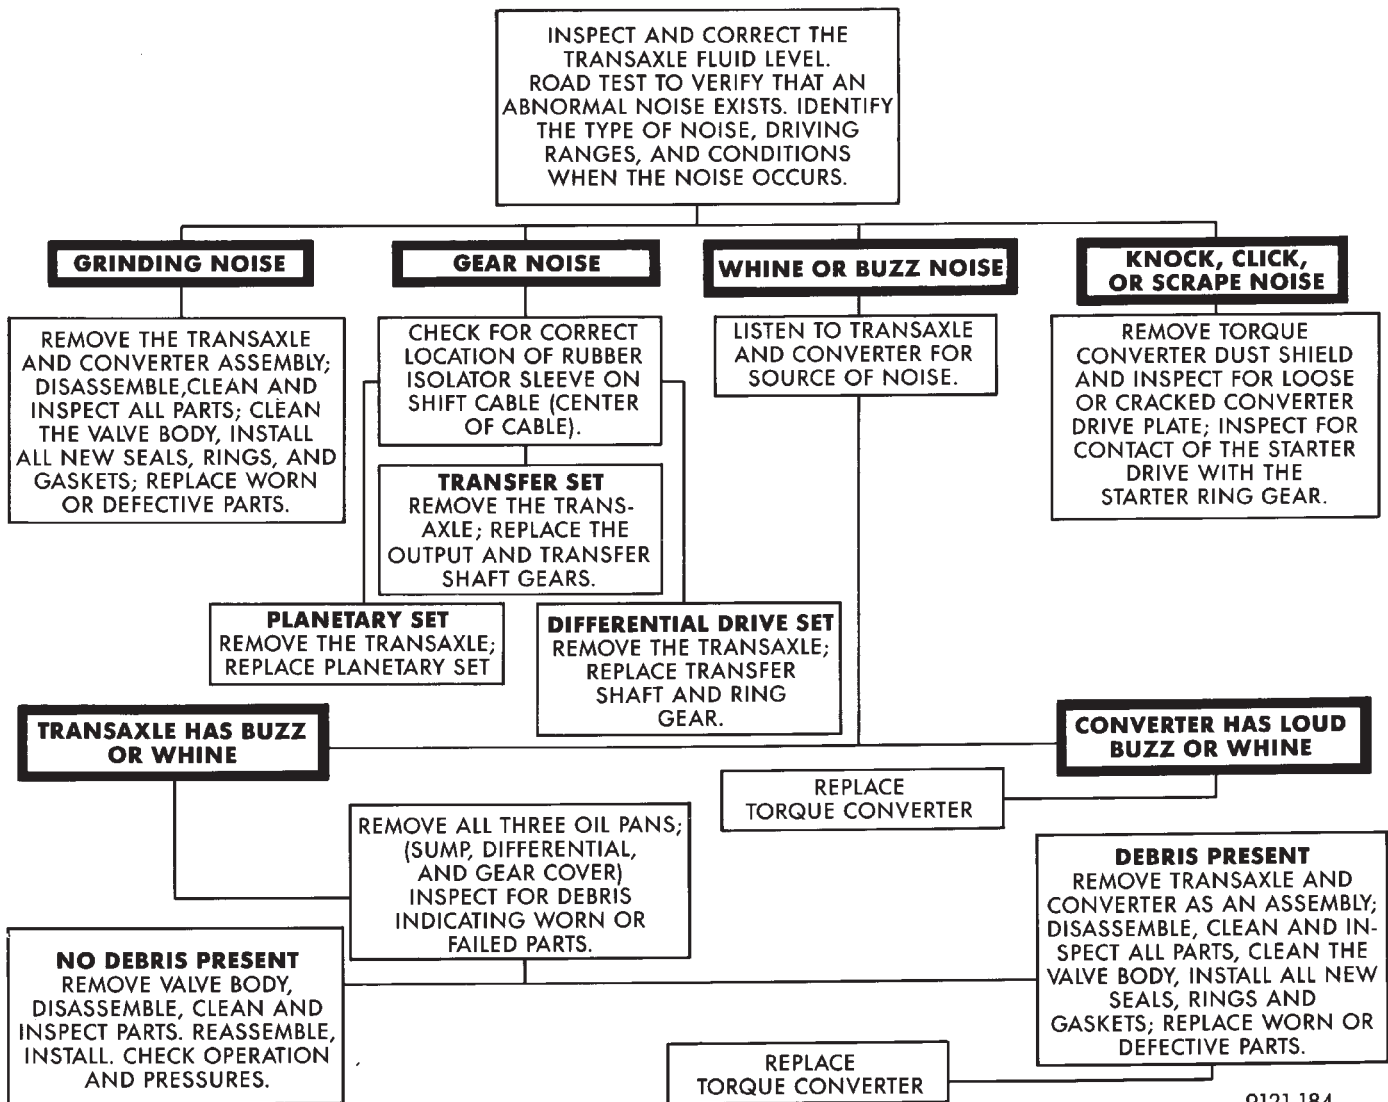 INSPECT AND CORRECT THE
TRANSAXLE FLUID LEVEL.
ROAD TEST TO VERIFY THAT AN
ABNORMAL NOISE EXISTS. IDENTIFY
THE TYPE OF NOISE, DRIVING
RANGES, AND CONDITIONS
WHEN THE NOISE OCCURS.
GRINDING NOISE
REMOVE THE TRANSAXLE
AND CONVERTER ASSEMBLY;
DISASSEMBLE,CLEAN AND
INSPECT ALL PARTS; CLEAN
THE VALVE BODY, INSTALL
ALL NEW SEALS, RINGS, AND
GASKETS; REPLACE WORN
OR DEFECTIVE PARTS.
GEAR NOISE
CHECK FOR CORRECT
LOCATION OF RUBBER
ISOLATOR SLEEVE ON
SHIFT CABLE (CENTER
OF CABLE).
TRANSFER SET
REMOVE THE TRANS-
AXLE; REPLACE THE
OUTPUT AND TRANSFER
SHAFT GEARS.
PLANETARY SET
REMOVE THE TRANSAXLE;
REPLACE PLANETARY SET
DIFFERENTIAL DRIVE SET
REMOVE THE TRANSAXLE;
REPLACE TRANSFER
SHAFT AND RING
GEAR.
WHINE OR BUZZ NOISE
LISTEN TO TRANSAXLE
AND CONVERTER FOR
SOURCE OF NOISE.
KNOCK, CLICK,
OR SCRAPE NOISE
REMOVE TORQUE
CONVERTER DUST SHIELD
AND INSPECT FOR LOOSE
OR CRACKED CONVERTER
DRIVE PLATE; INSPECT FOR
CONTACT OF THE STARTER
DRIVE WITH THE
STARTER RING GEAR.
TRANSAXLE HAS BUZZ
OR WHINE
CONVERTER HAS LOUD
BUZZ OR WHINE
REPLACE
TORQUE CONVERTER
REMOVE ALL THREE OIL PANS;
(SUMP, DIFFERENTIAL,
AND GEAR COVER)
INSPECT FOR DEBRIS
INDICATING WORN OR
FAILED PARTS.
NO DEBRIS PRESENT
REMOVE VALVE BODY,
DISASSEMBLE, CLEAN AND
INSPECT PARTS. REASSEMBLE,
INSTALL. CHECK OPERATION
AND PRESSURES.
DEBRIS PRESENT
REMOVE TRANSAXLE AND
CONVERTER AS AN ASSEMBLY;
DISASSEMBLE, CLEAN AND IN-
SPECT ALL PARTS, CLEAN THE
VALVE BODY, INSTALL ALL NEW
SEALS, RINGS AND
GASKETS; REPLACE WORN OR
DEFECTIVE PARTS.
REPLACE
TORQUE CONVERTER
9121-184